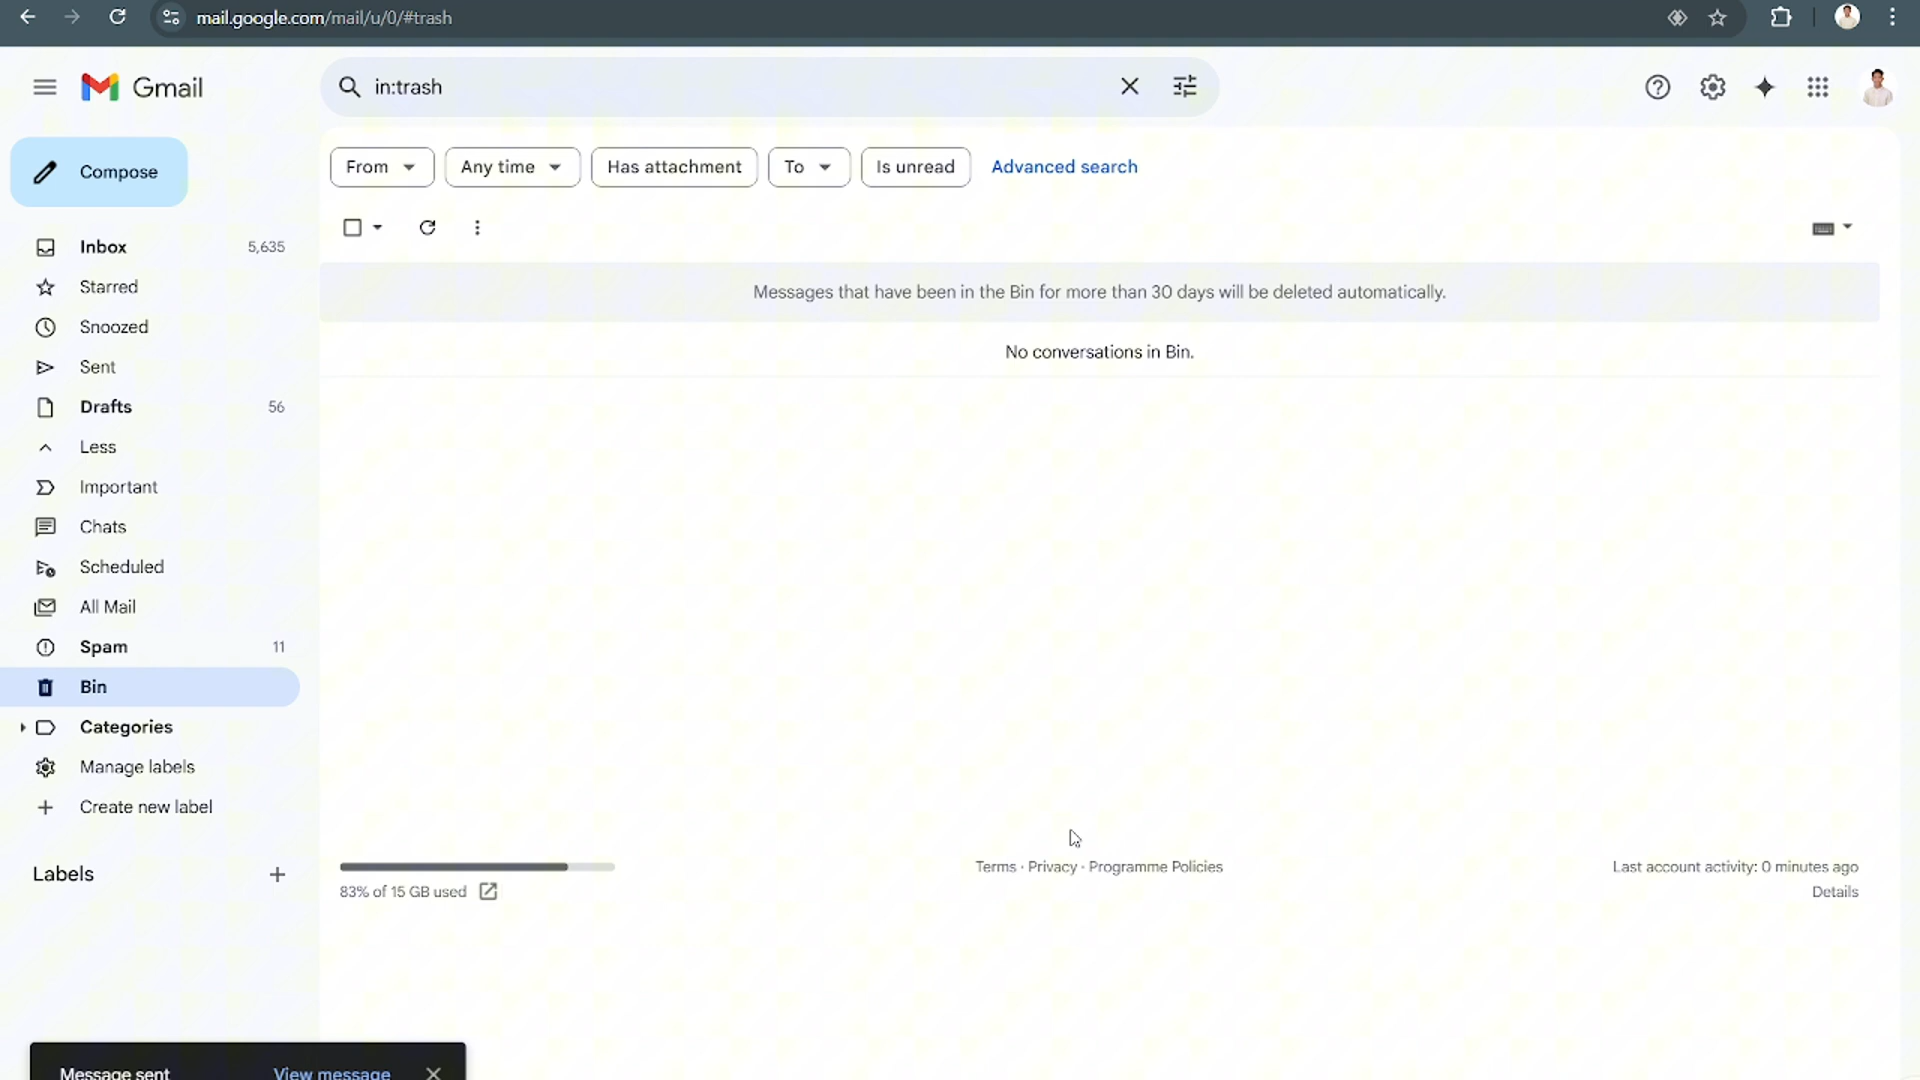 mail.google.com/mail/u/0/#trash
Gmail
in:trash
Compose
From
Any time
Has attachment
To
Is unread
Advanced search
Inbox 5,635
Starred
Snoozed
Sent
Drafts 56
Less
Important
Chats
Scheduled
All Mail
Spam 11
Bin
Categories
Manage labels
Create new label
Labels
Messages that have been in the Bin for more than 30 days will be deleted automatically.
No conversations in Bin.
83% of 15 GB used
Terms · Privacy · Programme Policies
Last account activity: 0 minutes ago
Details
Message sent View message